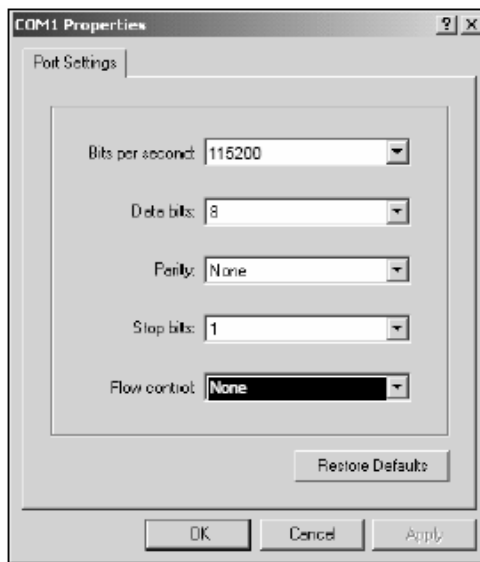 COM1 Properties
Port Settings
Bits per second: 115200
Data bits: 8
Parity: None
Stop bits: 1
Flow control: None
Restore Defaults
OK Cancel Apply